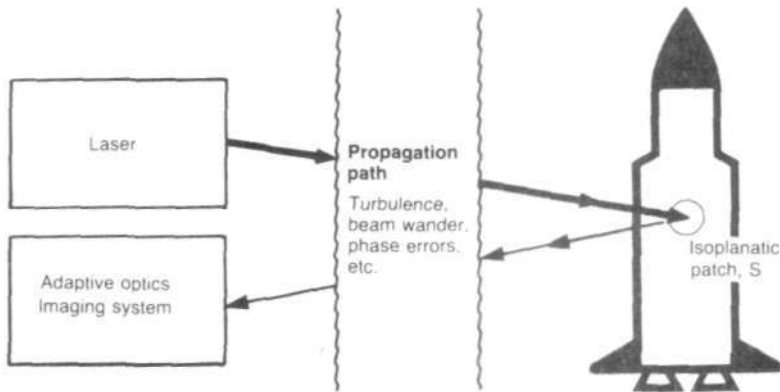 Laser
Propagation
path
Turbulence,
beam wander,
phase errors,
etc.
Isoplanatic
patch, S
Adaptive optics
Imaging system